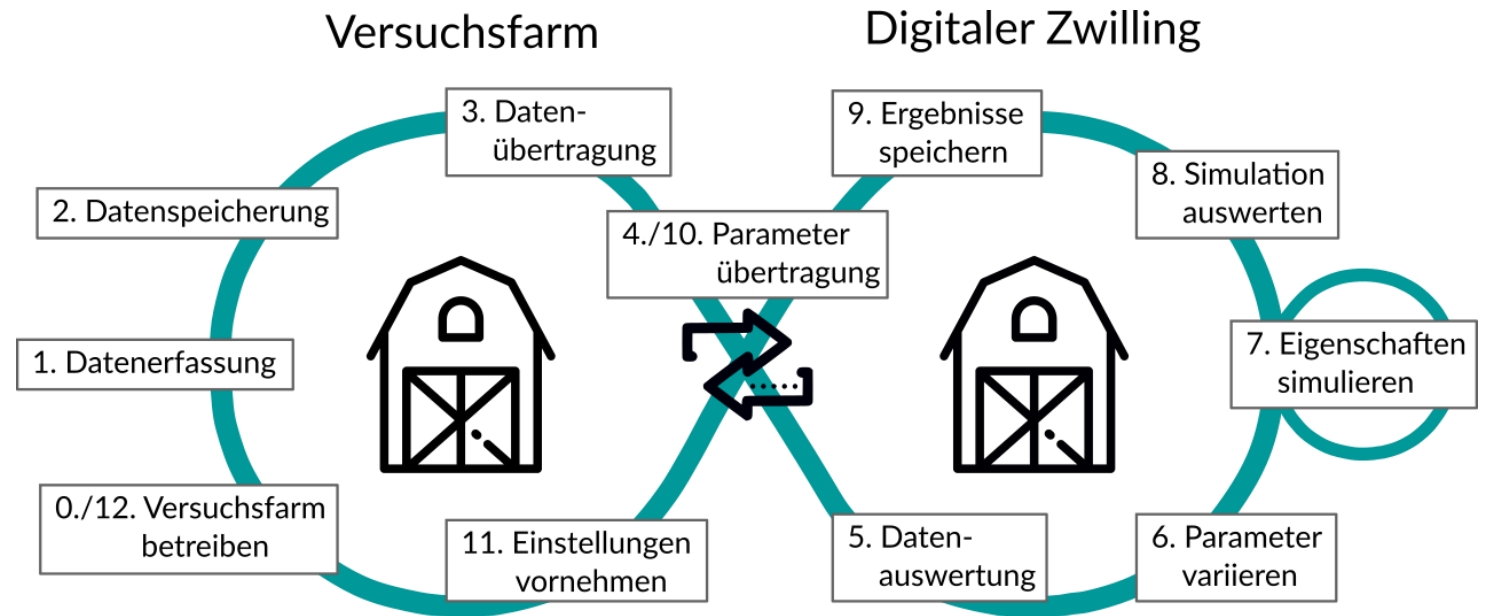 Versuchsfarm
Digitaler Zwilling
3. Daten-
übertragung
9. Ergebnisse
speichern
8. Simulation
auswerten
2. Datenspeicherung
4./10. Parameter
übertragung
1. Datenerfassung
7. Eigenschaften
simulieren
0./12. Versuchsfarm
betreiben
11. Einstellungen
vornehmen
5. Daten-
auswertung
6. Parameter
variieren